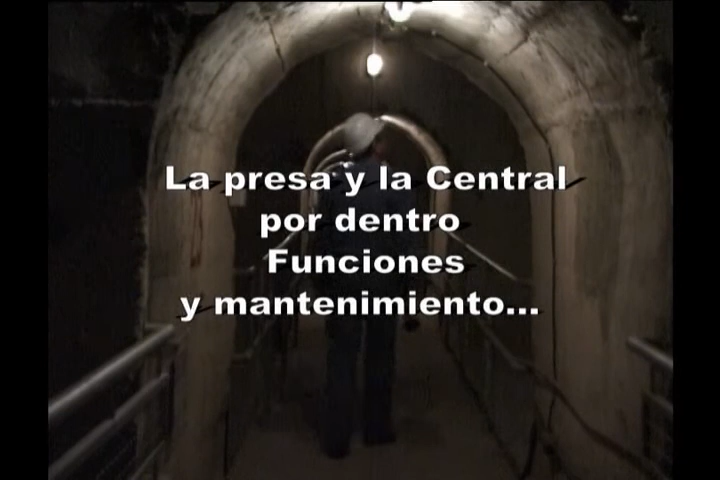 La presa y la Central
por dentro
Funciones
y mantenimiento...